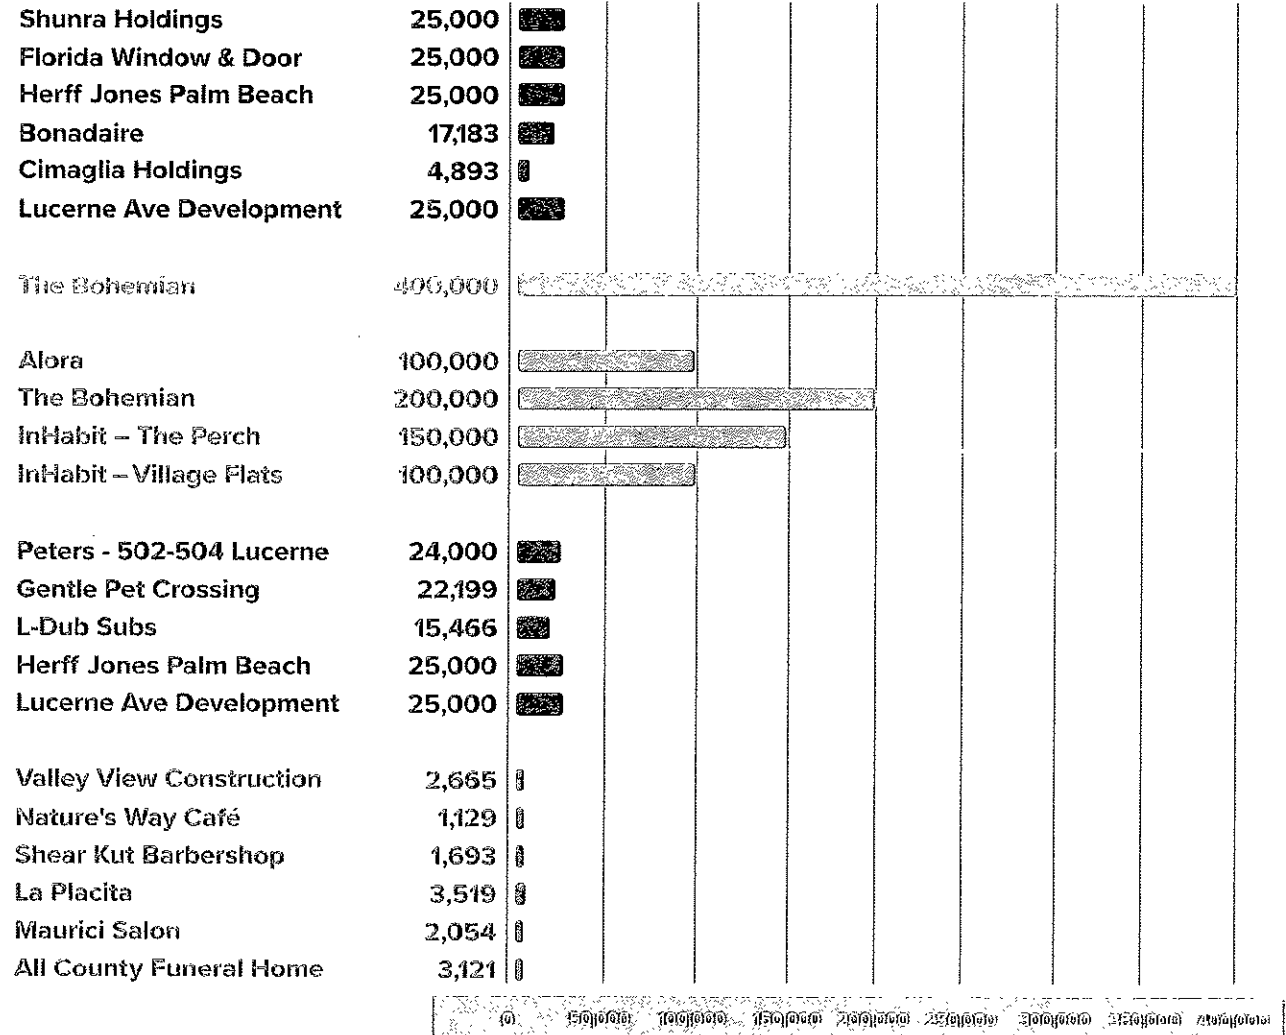 Shunra Holdings 25,000
Florida Window & Door 25,000
Herff Jones Palm Beach 25,000
Bonadaire 17,183
Cimaglia Holdings 4,893
Lucerne Ave Development 25,000
The Bohemian 400,000
Alora 100,000
The Bohemian 200,000
InHabit – The Perch 150,000
InHabit – Village Flats 100,000
Peters - 502-504 Lucerne 24,000
Gentle Pet Crossing 22,199
L-Dub Subs 15,466
Herff Jones Palm Beach 25,000
Lucerne Ave Development 25,000
Valley View Construction 2,665
Nature's Way Café 1,129
Shear Kut Barbershop 1,693
La Placita 3,519
Maurici Salon 2,054
All County Funeral Home 3,121